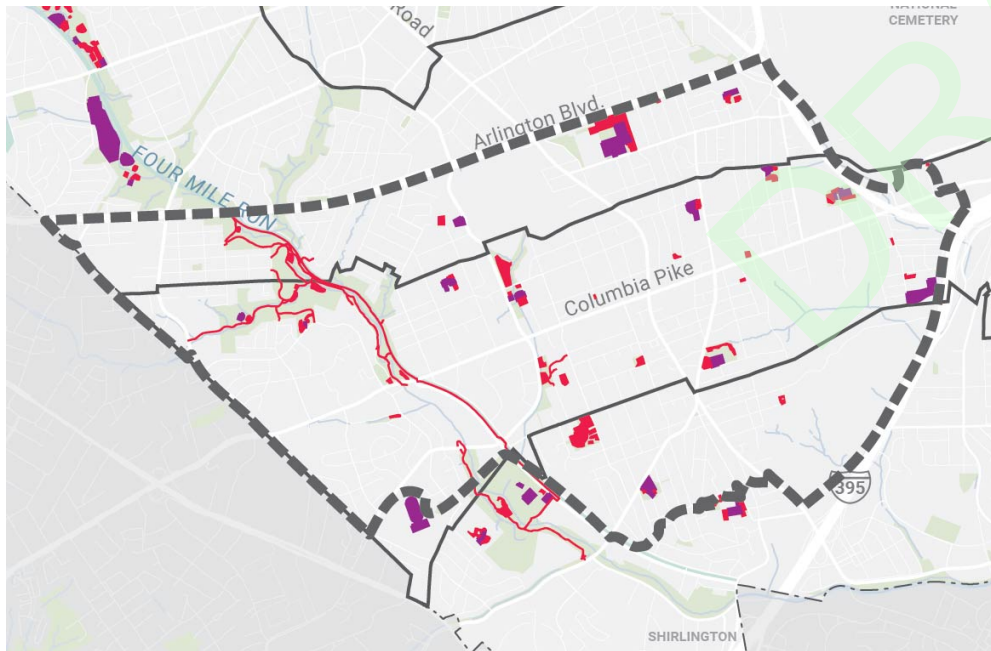 NATIONAL
CEMETERY
Road
Arlington Blvd.
FOUR MILE RUN
Columbia Pike
395
SHIRLINGTON